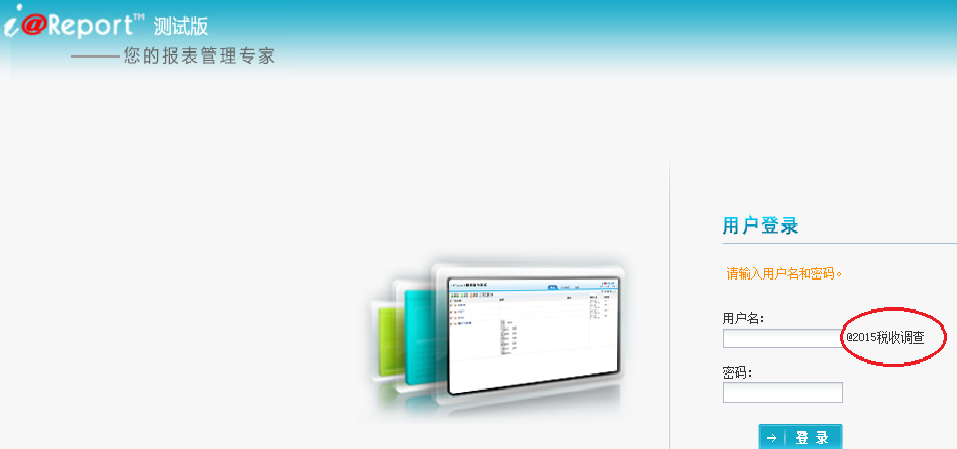 i@Report™ 测试版
——您的报表管理专家
用户登录
请输入用户名和密码。
用户名:
@2015税收调查
密码:
登 录